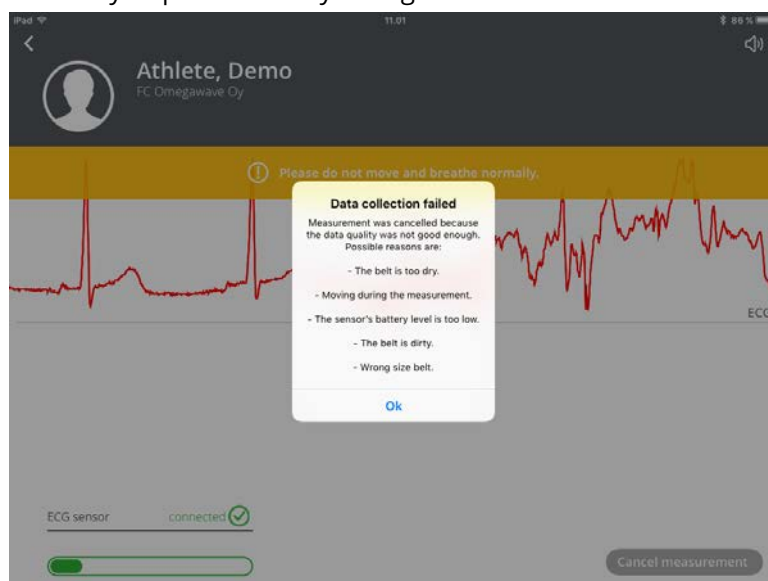 iPad
11.01
86 %
Athlete, Demo
FC Omegawave Oy
Please do not move and breathe normally.
Data collection failed
Measurement was cancelled because
the data quality was not good enough.
Possible reasons are:
- The belt is too dry.
- Moving during the measurement.
- The sensor's battery level is too low.
- The belt is dirty.
- Wrong size belt.
Ok
ECG
ECG sensor connected
Cancel measurement